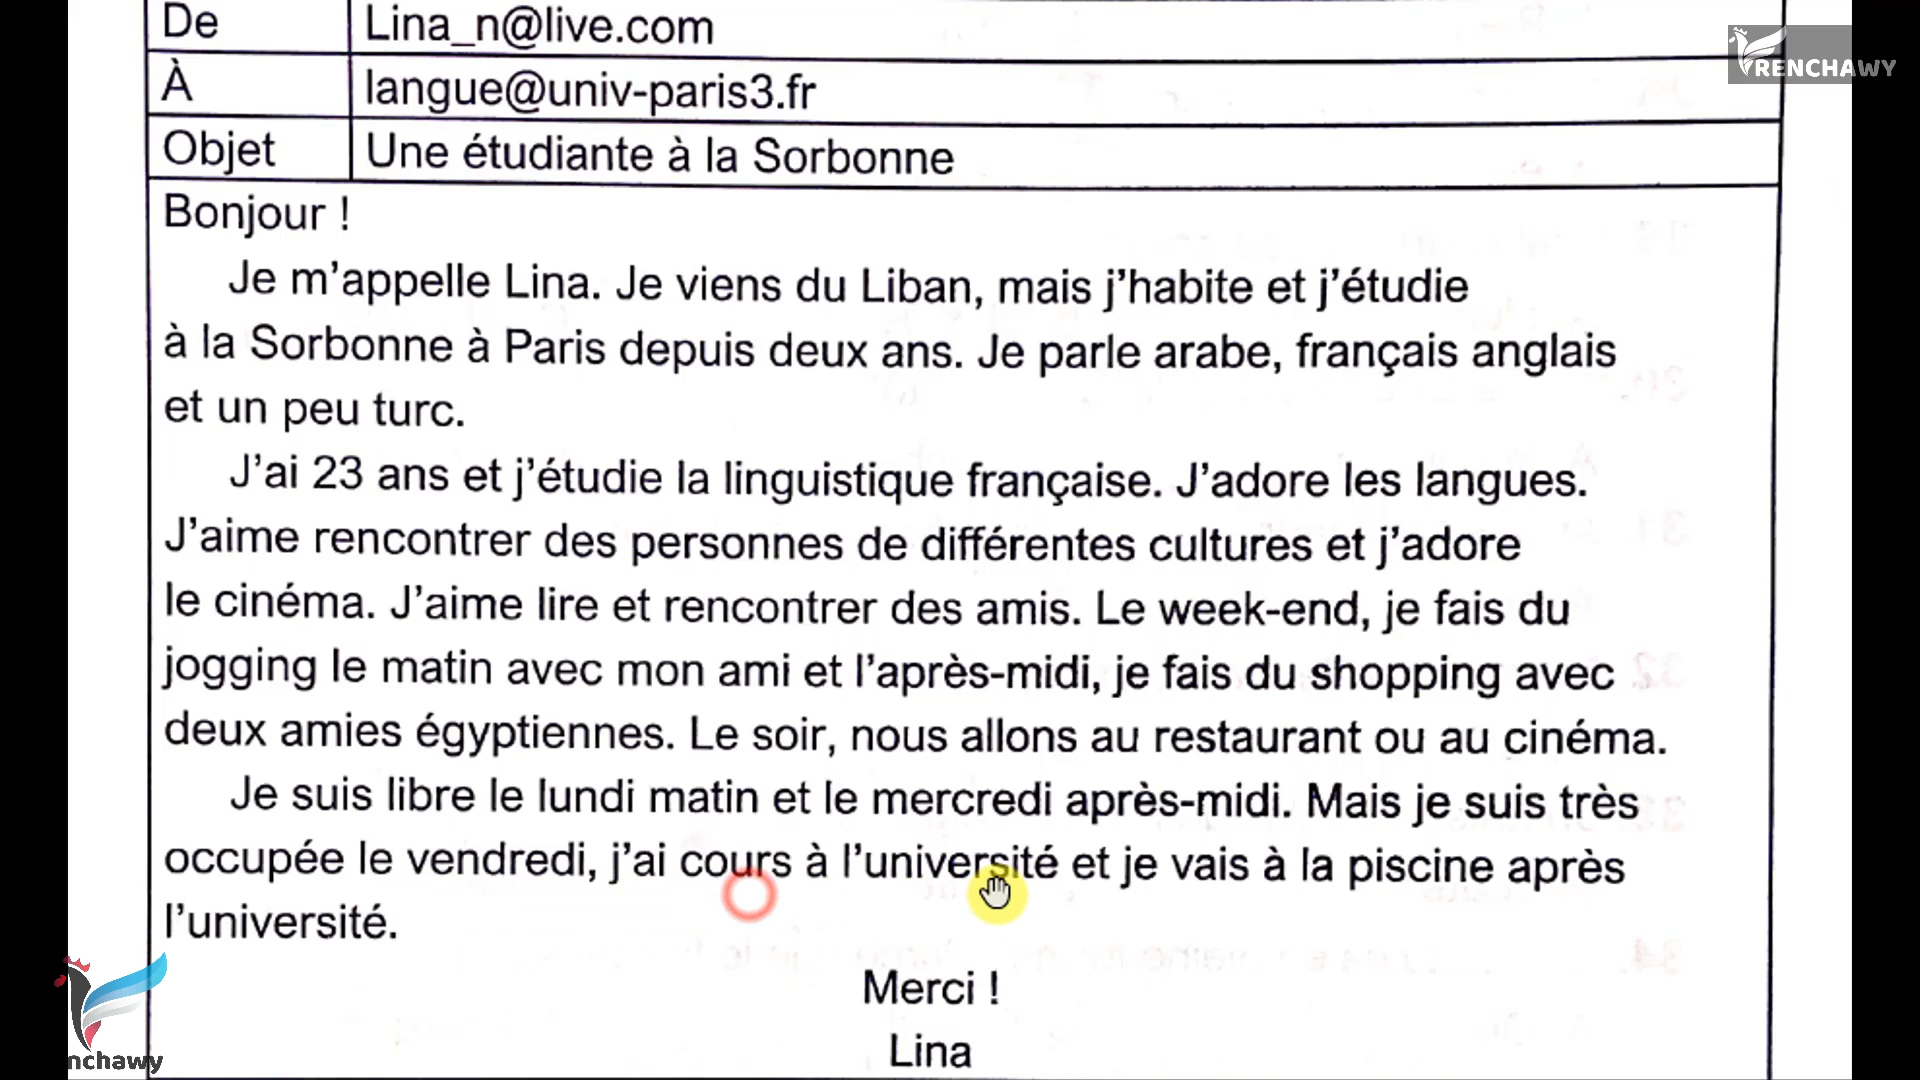 De Lina_n@live.com
RENCHAWY
À langue@univ-paris3.fr
Objet Une étudiante à la Sorbonne
Bonjour !
Je m'appelle Lina. Je viens du Liban, mais j'habite et j'étudie
à la Sorbonne à Paris depuis deux ans. Je parle arabe, français anglais
et un peu turc.
J'ai 23 ans et j'étudie la linguistique française. J'adore les langues.
J'aime rencontrer des personnes de différentes cultures et j'adore
le cinéma. J'aime lire et rencontrer des amis. Le week-end, je fais du
jogging le matin avec mon ami et l'après-midi, je fais du shopping avec
deux amies égyptiennes. Le soir, nous allons au restaurant ou au cinéma.
Je suis libre le lundi matin et le mercredi après-midi. Mais je suis très
occupée le vendredi, j'ai cours à l'université et je vais à la piscine après
l'université.
Merci !
Lina
nchawy